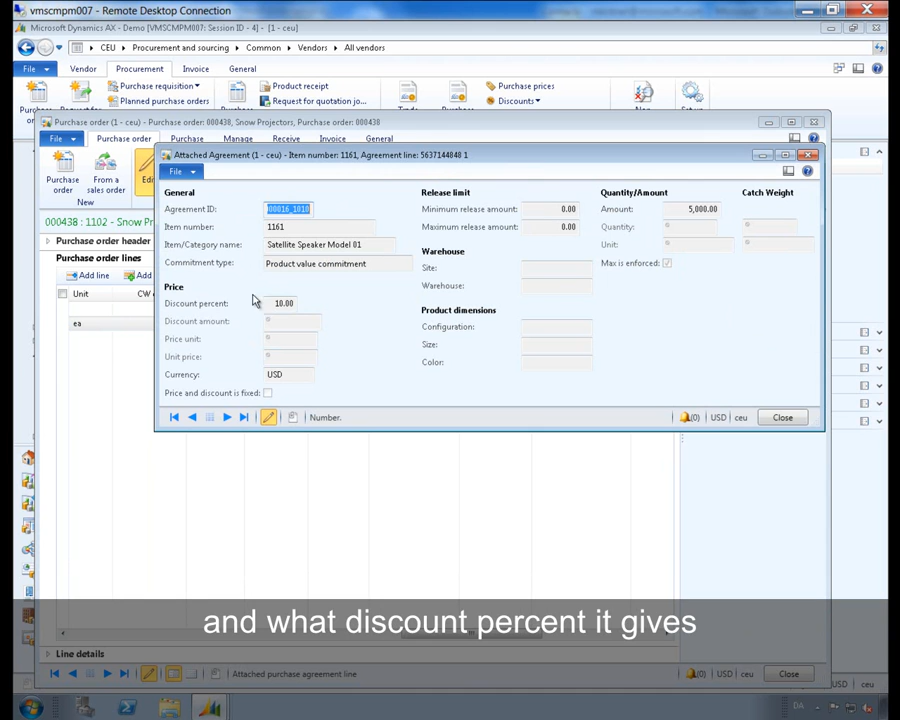 vmscmpm007 - Remote Desktop Connection
Microsoft Dynamics AX - Demo [VMSCMPM007: Session ID - 4] - [1 - ceu]
CEU Procurement and sourcing Common Vendors All vendors
File Vendor Procurement Invoice General
Purchase requisition Product receipt Purchase prices
Planned purchase orders Request for quotation jo... Discounts
Purchase order (1 - ceu) - Purchase order: 000438, Snow Projectors, Purchase order: 000438
File Purchase order Purchase Manage Receive Invoice General
Attached Agreement (1 - ceu) - Item number: 1161, Agreement line: 5637144848 1
File
Purchase order
From a sales order
Edi
New
000438 : 1102 - Snow P
Purchase order header
Purchase order lines
Add line Add
Unit CW
ea
General
Agreement ID: 00016_1010
Item number: 1161
Item/Category name: Satellite Speaker Model 01
Commitment type: Product value commitment
Price
Discount percent: 10.00
Discount amount:
Price unit:
Unit price:
Currency: USD
Price and discount is fixed:
Release limit
Minimum release amount: 0.00
Maximum release amount: 0.00
Warehouse
Site:
Warehouse:
Product dimensions
Configuration:
Size:
Color:
Quantity/Amount Catch Weight
Amount: 5,000.00
Quantity:
Unit:
Max is enforced:
Number. (0) USD ceu Close
and what discount percent it gives
Line details
Attached purchase agreement line (0) USD ceu Close
USD ceu
DA